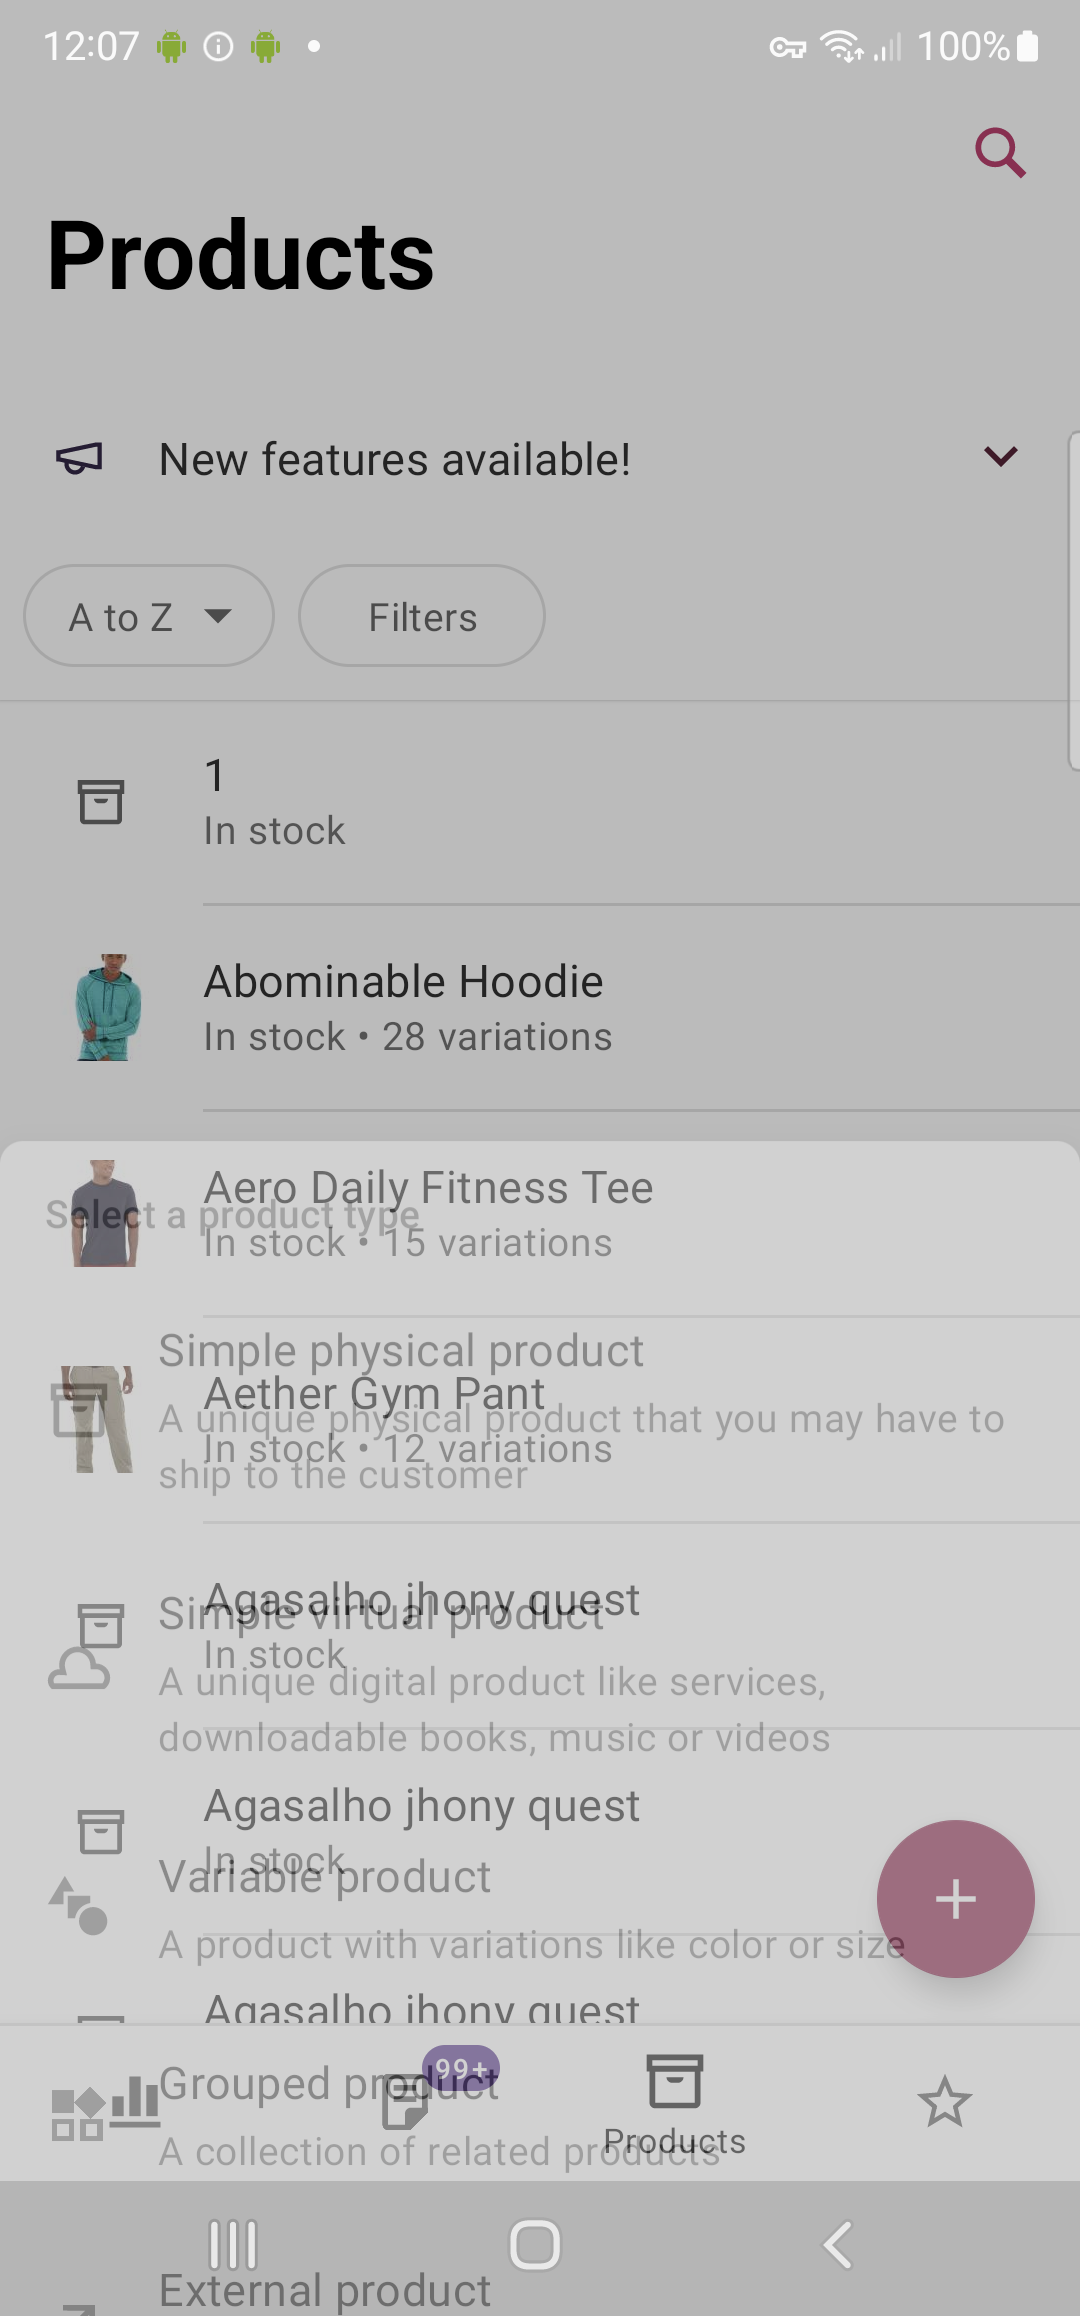 12:07
100%
Products
New features available!
A to Z
Filters
1
In stock
Abominable Hoodie
In stock • 28 variations
Aero Daily Fitness Tee
Select a product type
In stock • 15 variations
Simple physical product
Aether Gym Pant
A unique physical product that you may have to
In stock • 12 variations
ship to the customer
Agasalho jhony quest
Simple virtual product
In stock
A unique digital product like services,
downloadable books, music or videos
Agasalho jhony quest
In stock
Variable product
A product with variations like color or size
Agasalho jhony quest
99+
Grouped product
Products
A collection of related products
External product